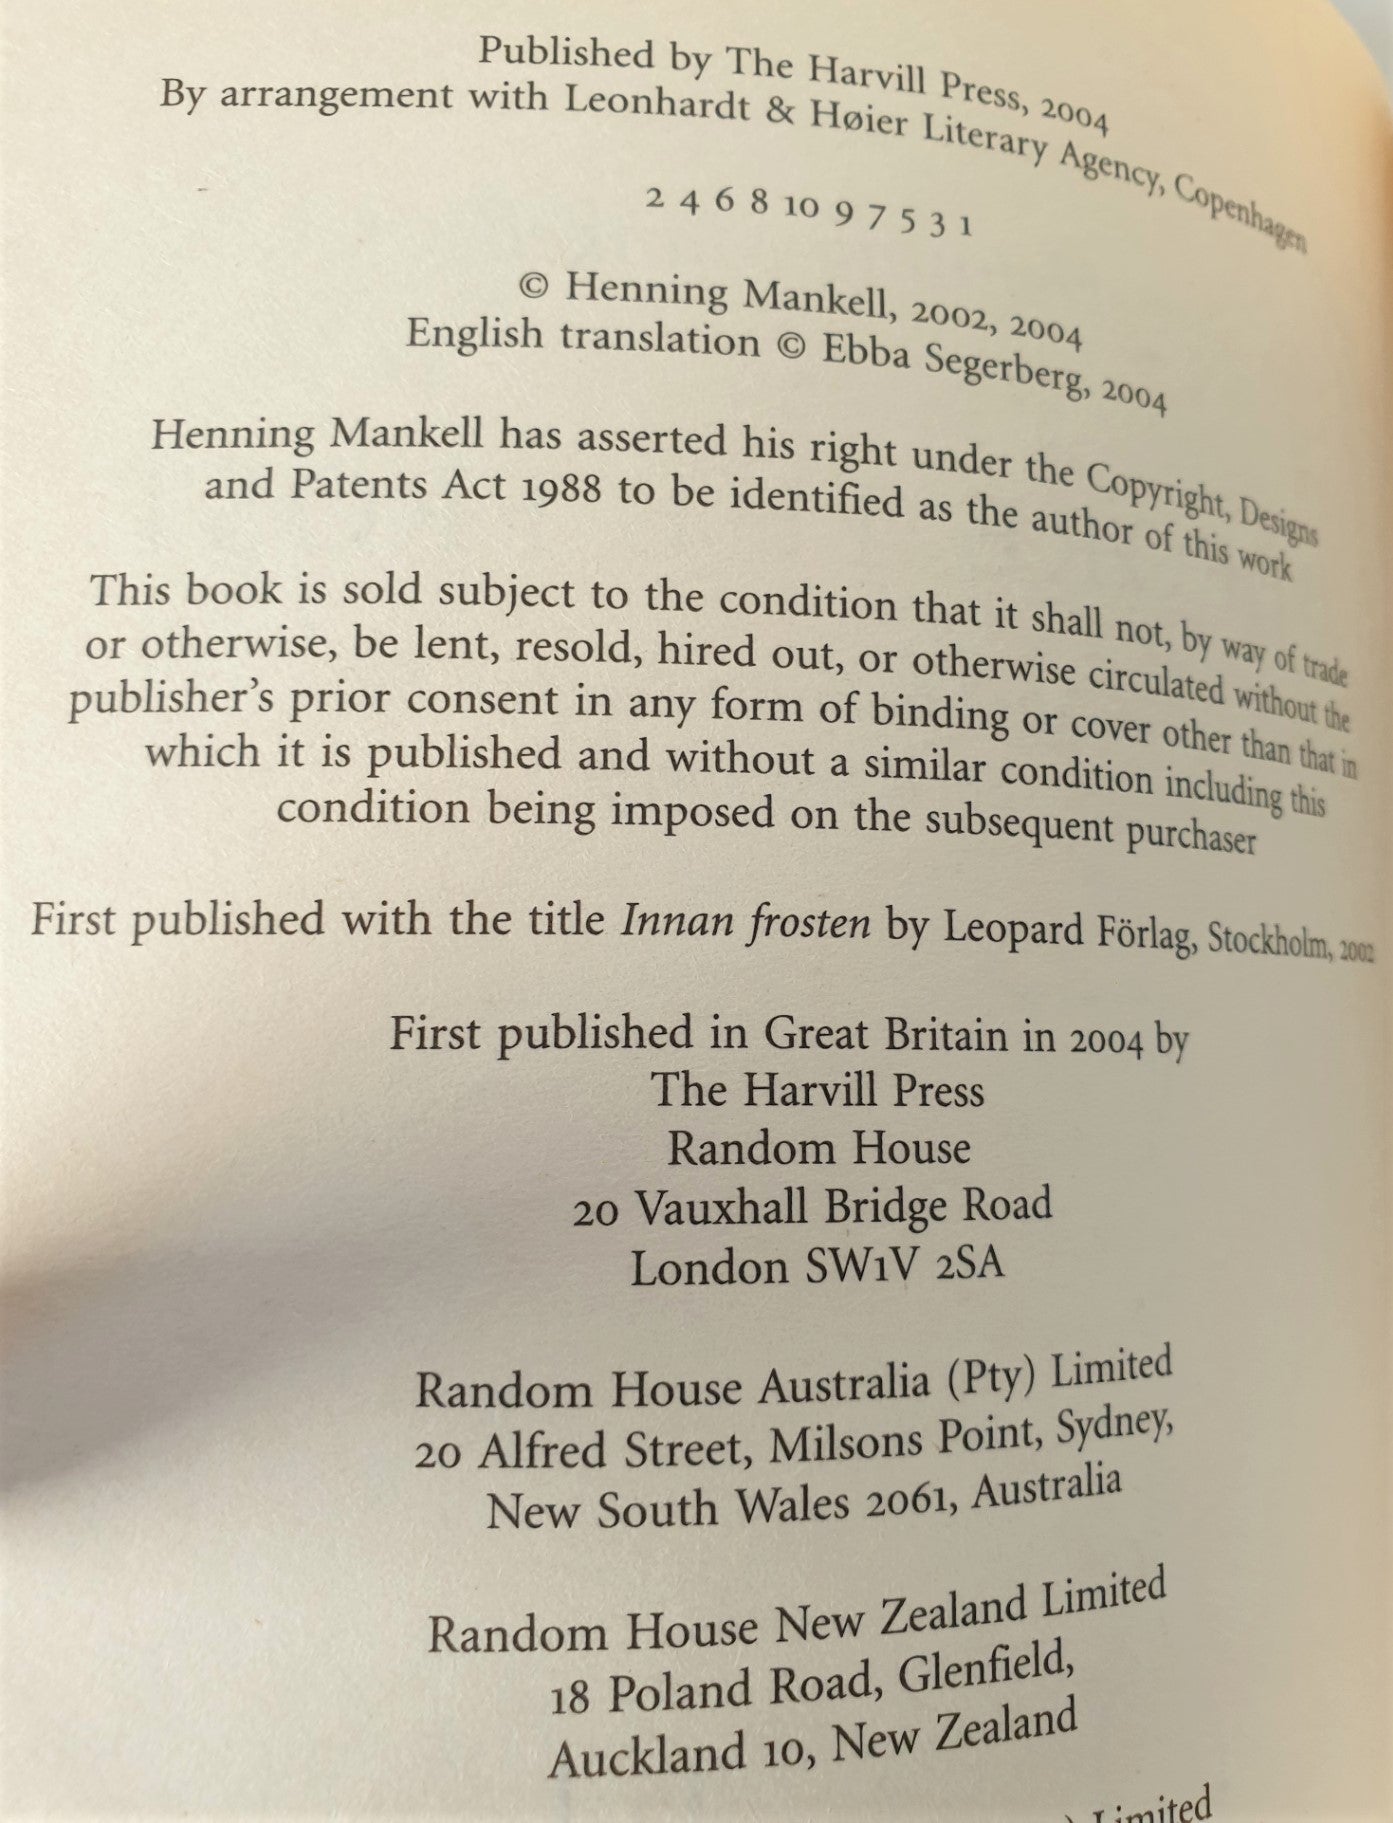 Published by The Harvill Press, 2004
By arrangement with Leonhardt & Høier Literary Agency, Copenhagen
2 4 6 8 10 9 7 5 3 1
© Henning Mankell, 2002, 2004
English translation © Ebba Segerberg, 2004
Henning Mankell has asserted his right under the Copyright, Designs
and Patents Act 1988 to be identified as the author of this work
This book is sold subject to the condition that it shall not, by way of trade
or otherwise, be lent, resold, hired out, or otherwise circulated without the
publisher's prior consent in any form of binding or cover other than that in
which it is published and without a similar condition including this
condition being imposed on the subsequent purchaser
First published with the title Innan frosten by Leopard Förlag, Stockholm, 2002
First published in Great Britain in 2004 by
The Harvill Press
Random House
20 Vauxhall Bridge Road
London SW1V 2SA
Random House Australia (Pty) Limited
20 Alfred Street, Milsons Point, Sydney,
New South Wales 2061, Australia
Random House New Zealand Limited
18 Poland Road, Glenfield,
Auckland 10, New Zealand
Limited